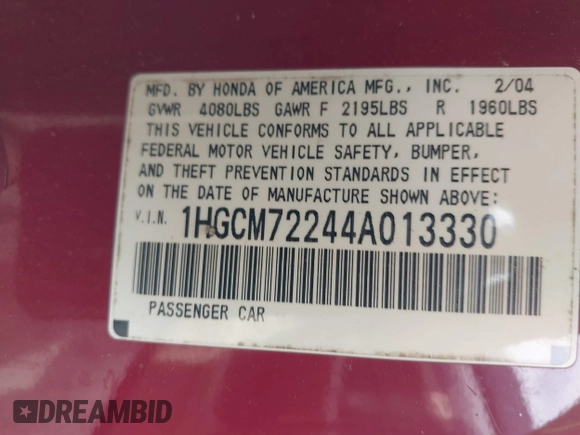 MFD. BY HONDA OF AMERICA MFG., INC. 2/04
GVWR 4080LBS GAWR F 2195LBS R 1960LBS
THIS VEHICLE CONFORMS TO ALL APPLICABLE
FEDERAL MOTOR VEHICLE SAFETY, BUMPER,
AND THEFT PREVENTION STANDARDS IN EFFECT
ON THE DATE OF MANUFACTURE SHOWN ABOVE:
V.I.N. 1HGCM72244A013330
PASSENGER CAR
DREAMBID